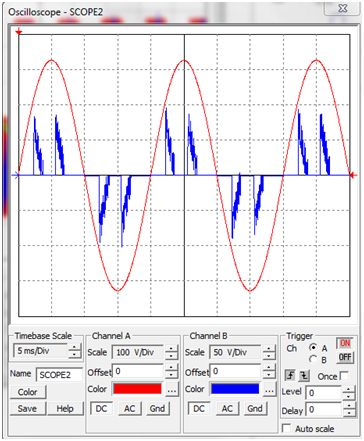 Oscilloscope - SCOPE2
Timebase Scale
5 ms/Div
Name SCOPE2
Color
Save Help
Channel A
Scale 100 V/Div
Offset 0
Color ...
DC AC Gnd
Channel B
Scale 50 V/Div
Offset 0
Color ...
DC AC Gnd
Trigger
Ch A ON
B OFF
Once
Level 0
Delay 0
Auto scale